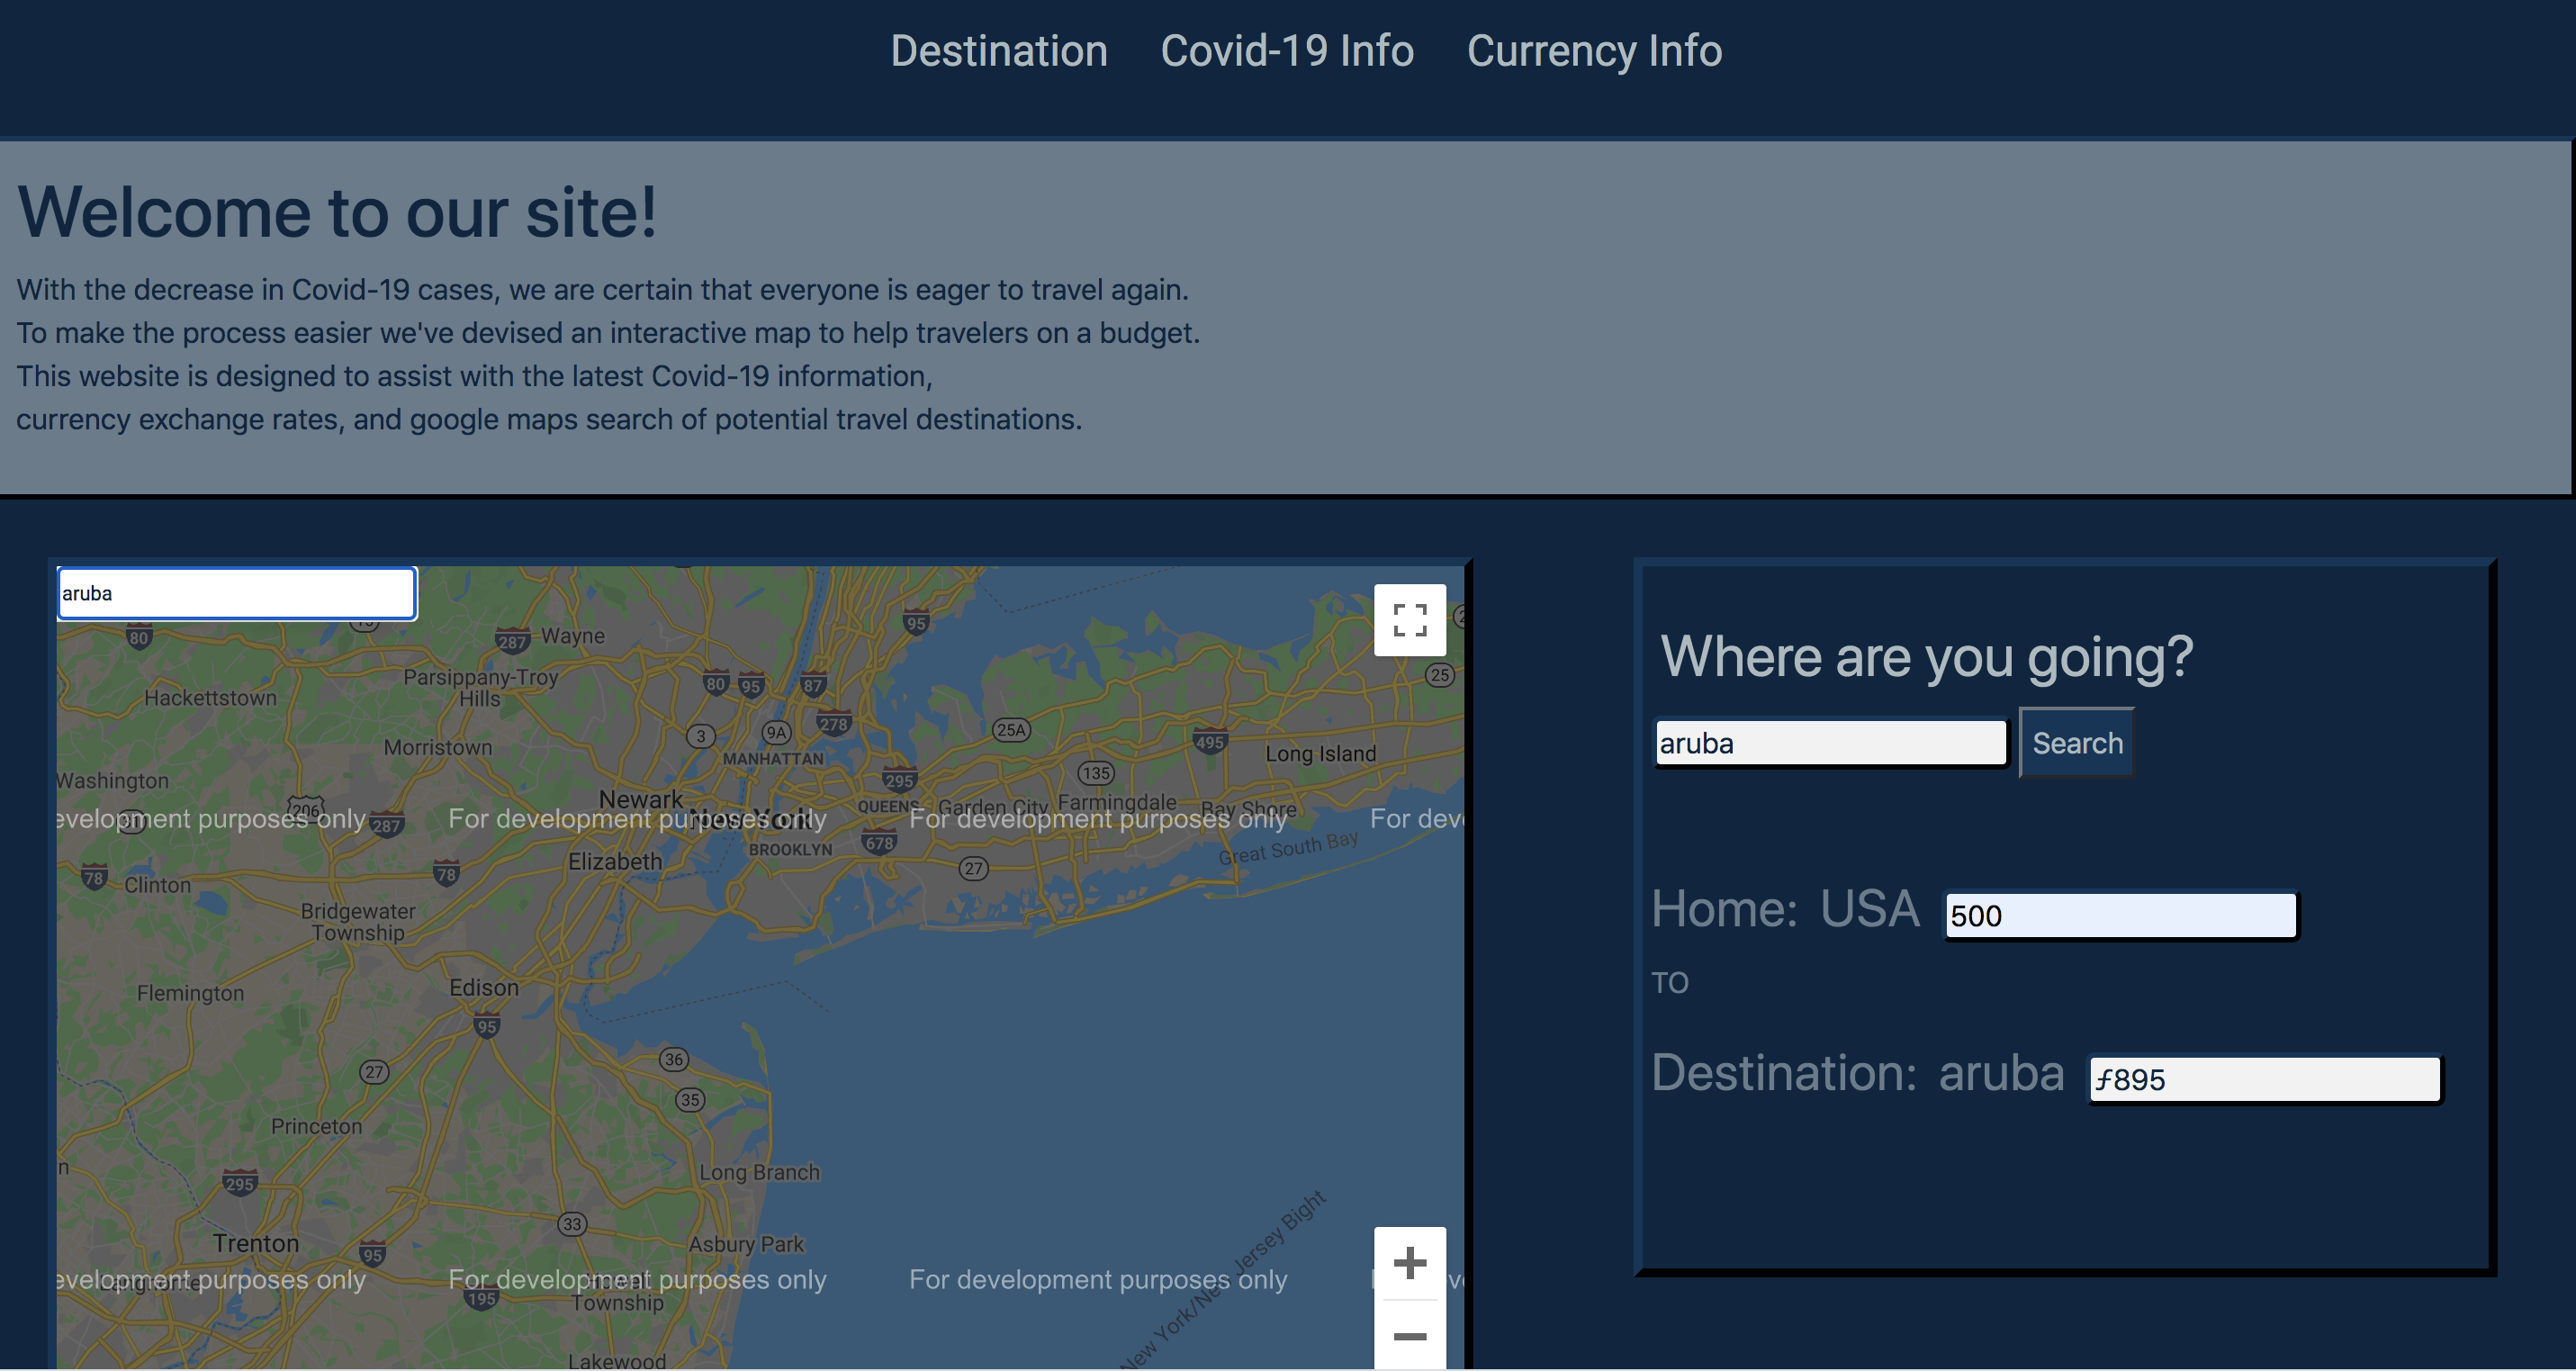 Destination Covid-19 Info Currency Info
Welcome to our site!
With the decrease in Covid-19 cases, we are certain that everyone is eager to travel again.
To make the process easier we've devised an interactive map to help travelers on a budget.
This website is designed to assist with the latest Covid-19 information,
currency exchange rates, and google maps search of potential travel destinations.
aruba
80
287
Wayne
95
Parsippany-Troy
Hills
80
95
87
25
Hackettstown
278
3
9A
25A
495
Morristown
MANHATTAN
Long Island
Washington
295
135
206
Newark
New York
QUEENS
Garden City
Farmingdale
Bay Shore
287
evelopment purposes only
For development purposes only
For development purposes only
For dev
678
BROOKLYN
Great South Bay
78
78
Elizabeth
27
Clinton
Bridgewater
Township
Flemington
Edison
95
36
27
35
Princeton
295
Long Branch
33
Trenton
95
Asbury Park
evelopment purposes only
For development purposes only
For development purposes only
195
Township
New York/New Jersey Bight
Lakewood
Where are you going?
aruba Search
Home: USA 500
TO
Destination: aruba ƒ895